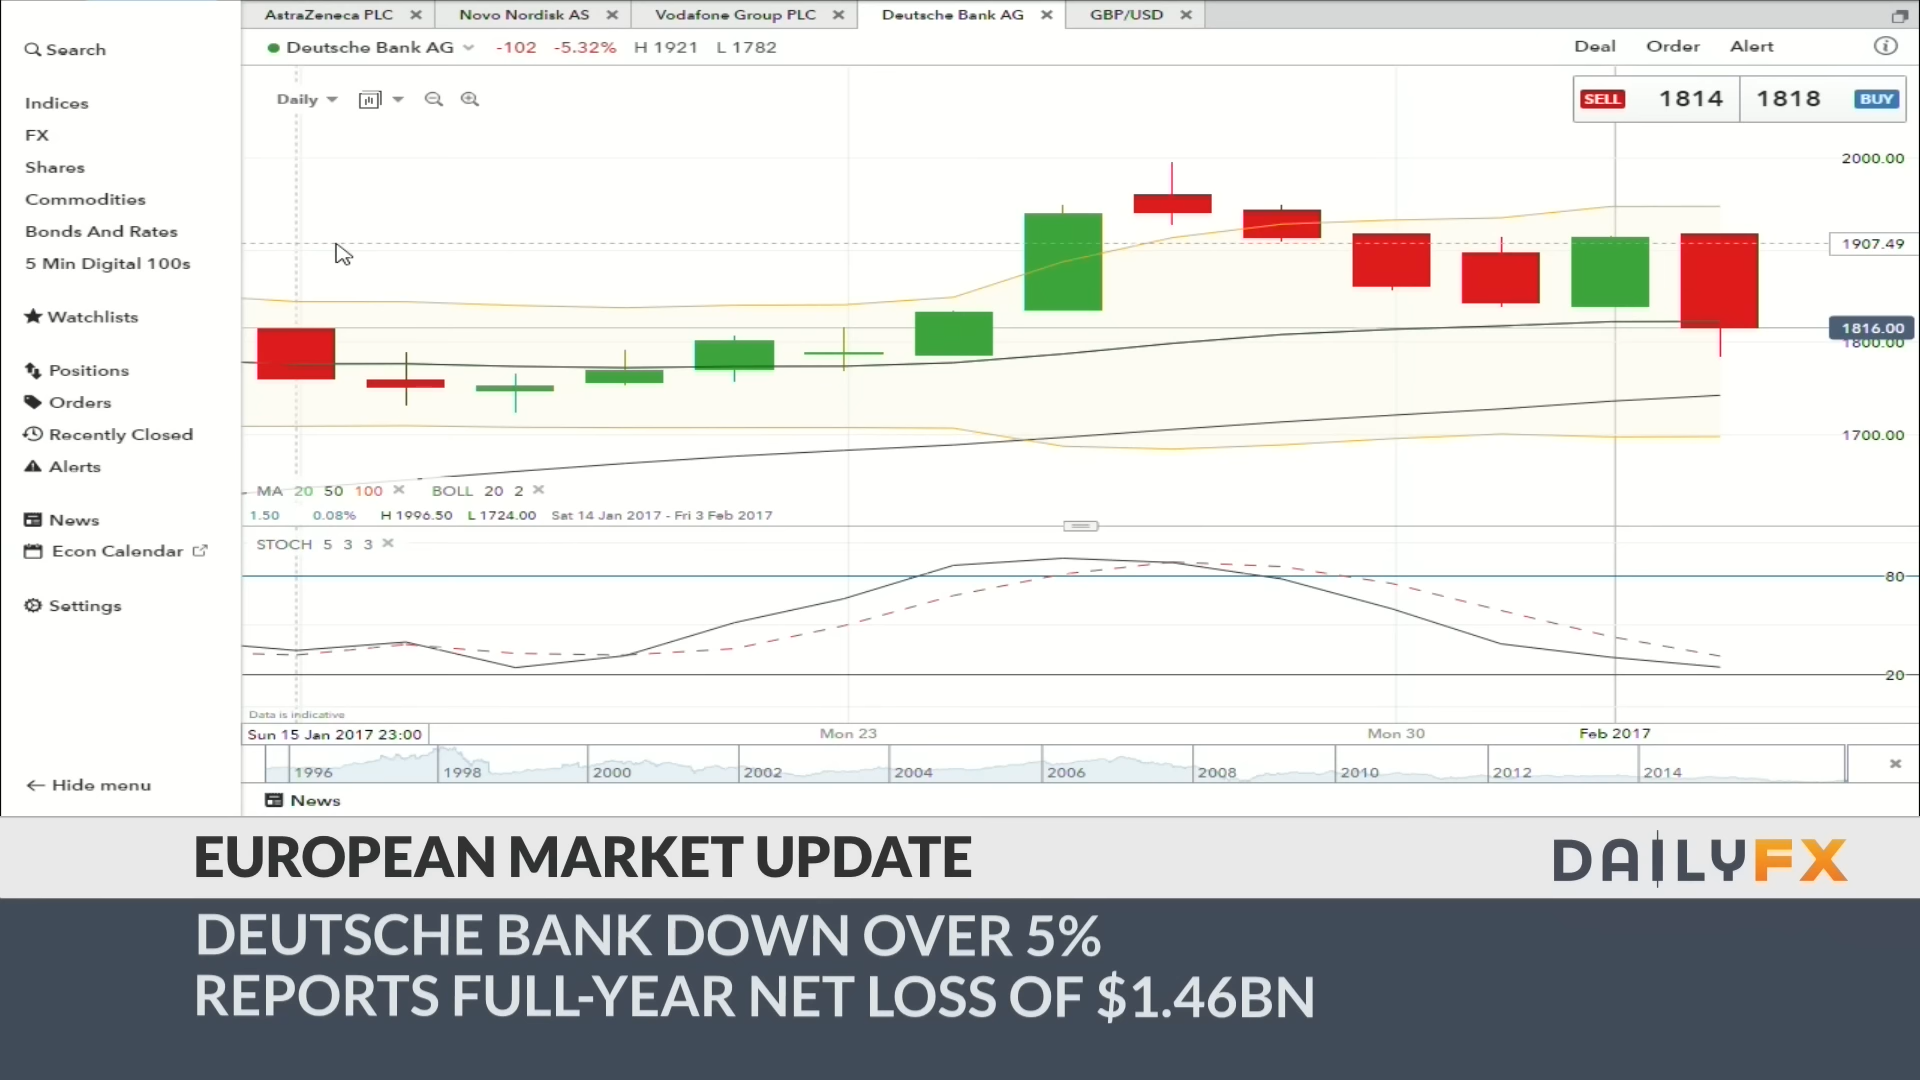 AstraZeneca PLC Novo Nordisk AS Vodafone Group PLC Deutsche Bank AG GBP/USD
Search
Deutsche Bank AG -102 -5.32% H 1921 L 1782
Deal Order Alert
Daily
SELL 1814 1818 BUY
Indices
FX
Shares
Commodities
Bonds And Rates
5 Min Digital 100s
Watchlists
Positions
Orders
Recently Closed
Alerts
News
Econ Calendar
Settings
Hide menu
2000.00
1907.49
1816.00
1800.00
1700.00
MA 20 50 100 BOLL 20 2
1.50 0.08% H 1996.50 L 1724.00 Sat 14 Jan 2017 - Fri 3 Feb 2017
STOCH 5 3 3
80
20
Data is indicative
Sun 15 Jan 2017 23:00 Mon 23 Mon 30 Feb 2017
1996 1998 2000 2002 2004 2006 2008 2010 2012 2014
News
EUROPEAN MARKET UPDATE
DAILYFX
DEUTSCHE BANK DOWN OVER 5%
REPORTS FULL-YEAR NET LOSS OF $1.46BN